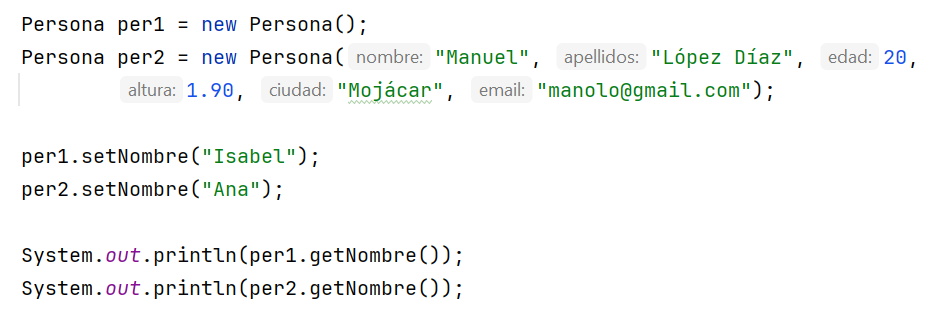 Persona per1 = new Persona();
Persona per2 = new Persona( nombre: "Manuel", apellidos: "López Díaz", edad: 20,
altura: 1.90, ciudad: "Mojácar", email: "manolo@gmail.com");
per1.setNombre("Isabel");
per2.setNombre("Ana");
System.out.println(per1.getNombre());
System.out.println(per2.getNombre());